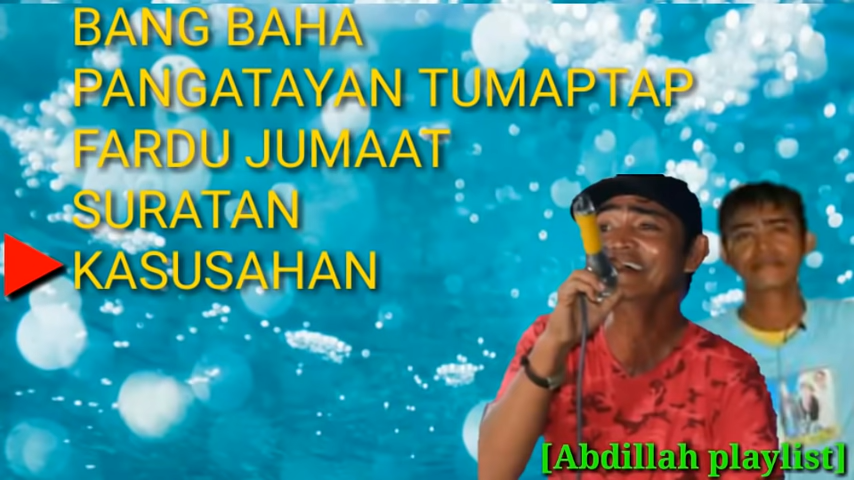 BANG BAHA
PANGATAYAN TUMAPTAP
FARDU JUMAAT
SURATAN
KASUSAHAN
[Abdillah playlist]